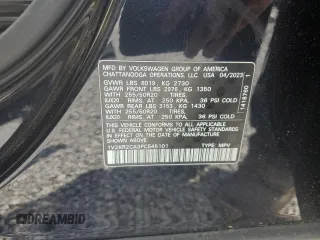 MFD. BY VOLKSWAGEN GROUP OF AMERICA
CHATTANOOGA OPERATIONS, LLC. USA 04/2023
GVWR LBS 6019, KG 2730
GAWR FRONT LBS 2976 KG 1350
WITH 255/50R20 TIRES,
8JX20 RIMS, AT 250 KPA, 36 PSI COLD
GAWR REAR LBS 3153 KG 1430
WITH 255/50R20 TIRES,
8JX20 RIMS, AT 250 KPA, 36 PSI COLD
THIS VEHICLE CONFORMS TO ALL APPLICABLE
FEDERAL MOTOR VEHICLE SAFETY
STANDARDS IN EFFECT ON THE DATE OF
MANUFACTURE SHOWN ABOVE.
TYPE: MPV